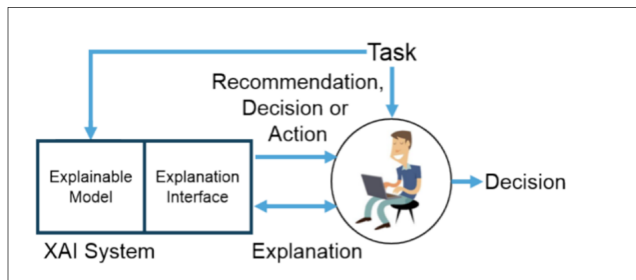 Task
Recommendation,
Decision or
Action
Explainable
Model
Explanation
Interface
Decision
XAI System
Explanation